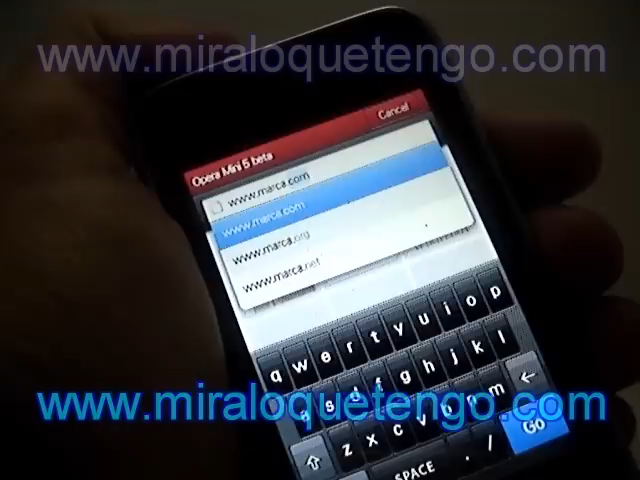 www.miraloquetengo.com
Cancel
Opera Mini 5 beta
www.marca.com
www.marca.com
www.marca.org
www.marca.net
q w e r t y u i o p
a s d f g h j k l
www.miraloquetengo.com
z x c v b n m
SPACE . / Go